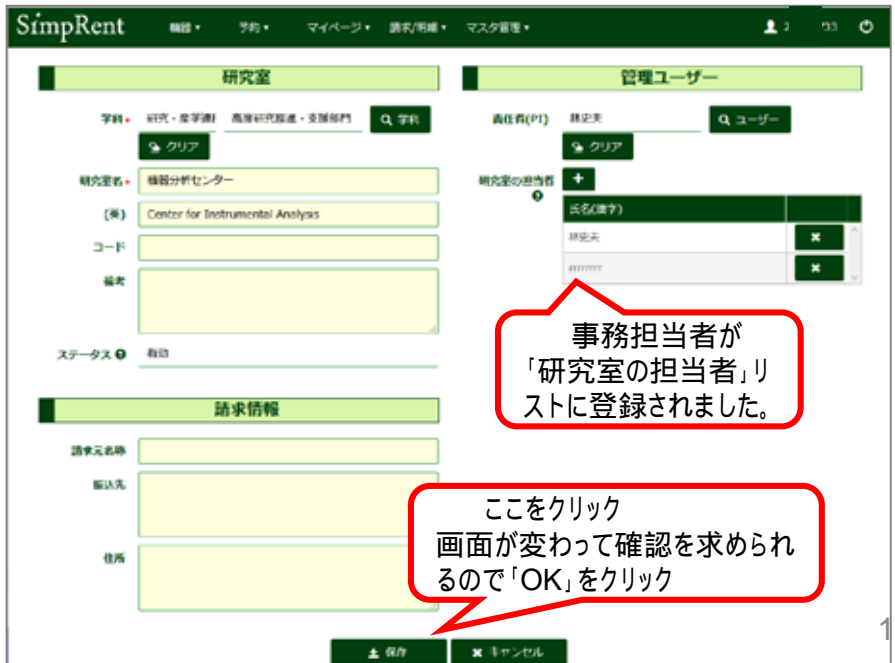 SimpRent 機器 予約 マイページ 請求/明細 マスタ管理
研究室
管理ユーザー
学科* 高度研究推進・支援部門 学科
クリア
研究室名* 機器分析センター
(英) Center for Instrumental Analysis
コード
備考
ステータス 有効
責任者(PI) 林史夫 ユーザー
クリア
研究室の担当者 +
氏名(漢字)
林史夫
事務担当者が
「研究室の担当者」リ
ストに登録されました。
請求情報
請求元名称
振込先
住所
ここをクリック
画面が変わって確認を求められ
るので「OK」をクリック
保存 キャンセル
1